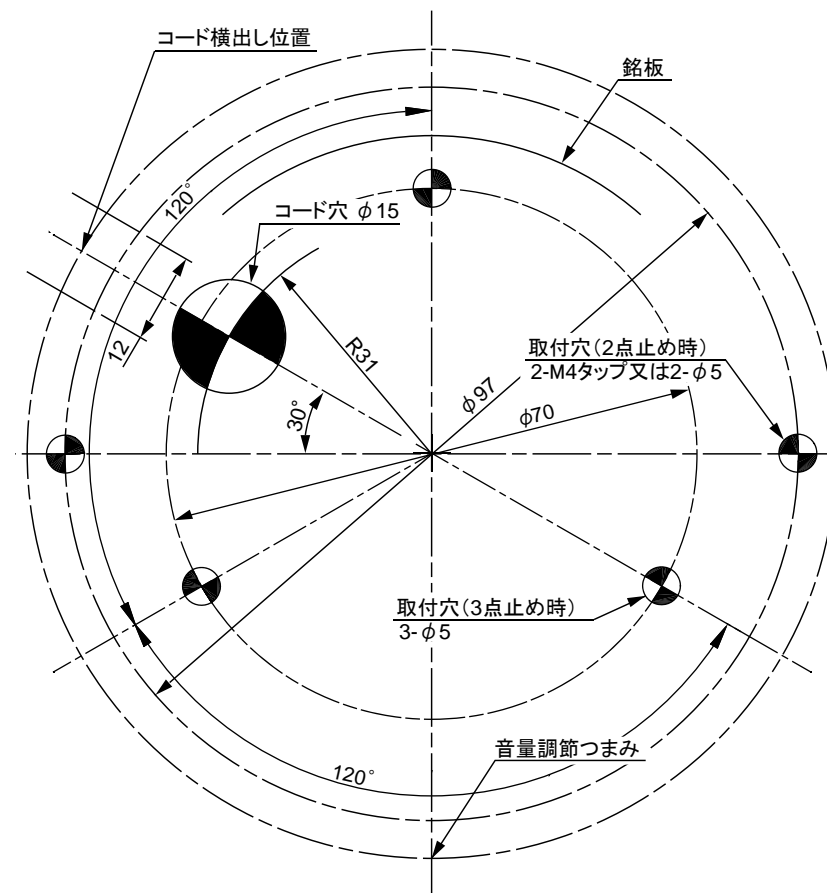 コード横出し位置
銘板
120°
コード穴 φ15
12
R31
取付穴(2点止め時)
2-M4タップ又は2-φ5
φ97
φ70
30°
取付穴(3点止め時)
3-φ5
音量調節つまみ
120°